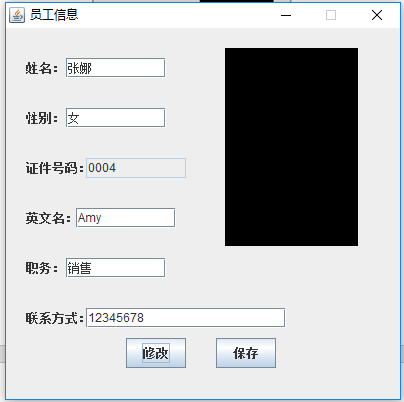 员工信息
姓名：张娜
性别：女
证件号码:0004
英文名：Amy
职务：销售
联系方式：12345678
修改 保存